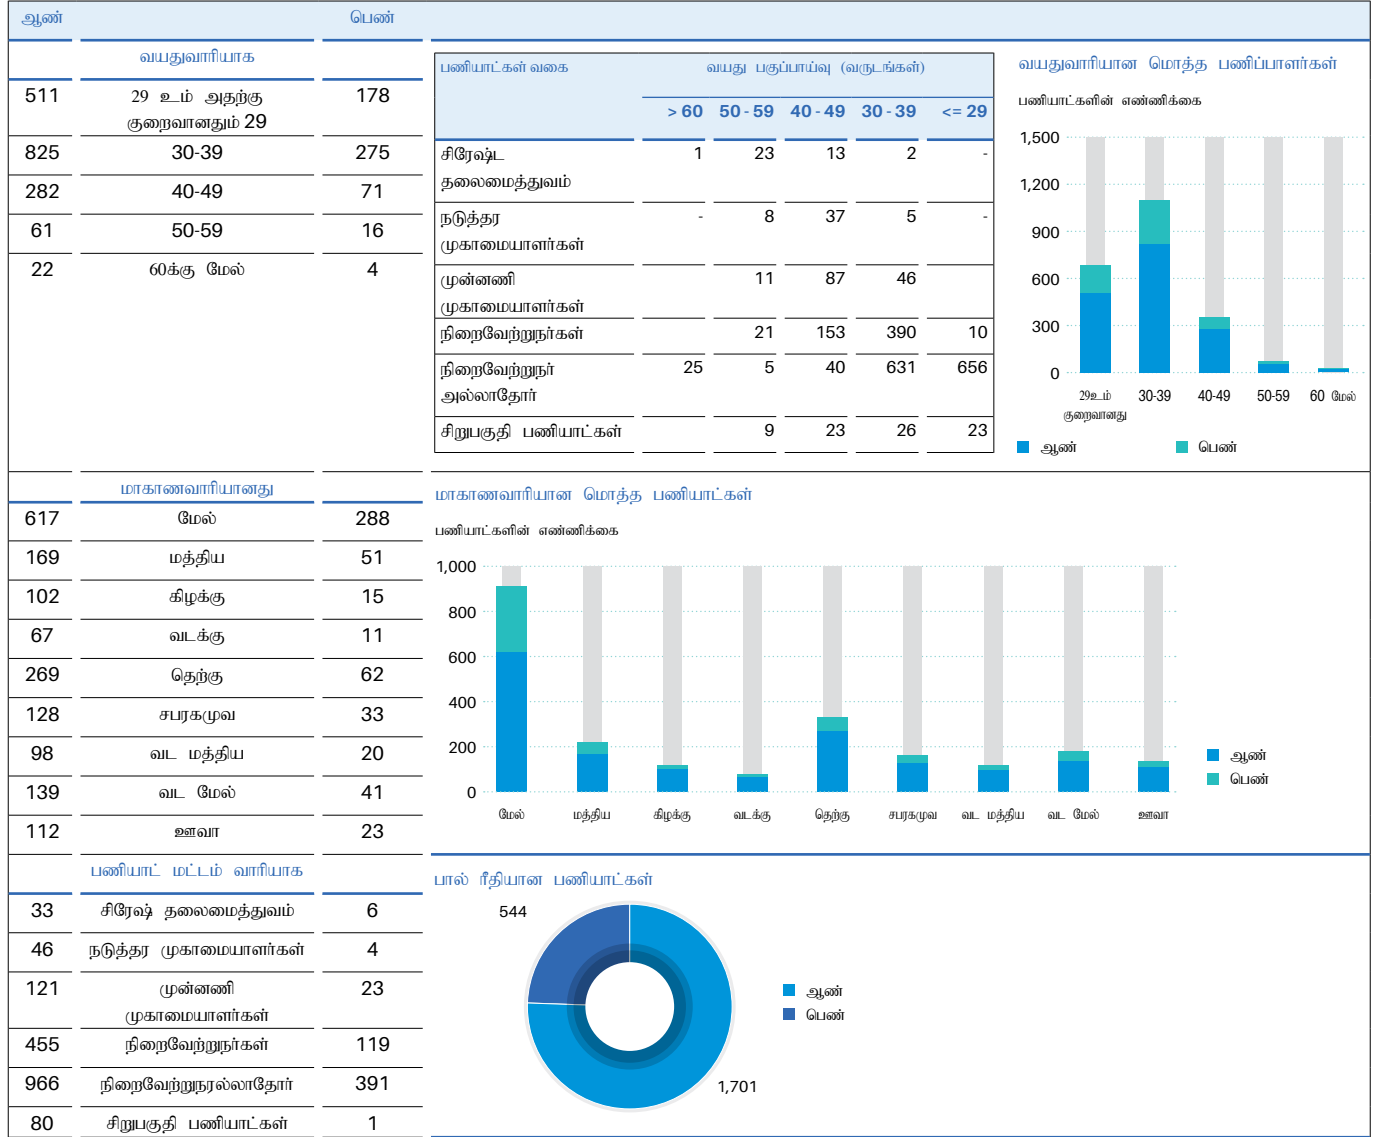 ஆண் பெண்
வயதுவாரியாக
511 29 உம் அதற்கு 178
குறைவானதும் 29
825 30-39 275
282 40-49 71
61 50-59 16
22 60க்கு மேல் 4
பணியாட்கள் வகை வயது பகுப்பாய்வு (வருடங்கள்)
> 60 50 - 59 40 - 49 30 - 39 <= 29
சிரேஷ்ட 1 23 13 2 -
தலைமைத்துவம்
நடுத்தர - 8 37 5 -
முகாமையாளர்கள்
முன்னணி 11 87 46
முகாமையாளர்கள்
நிறைவேற்றுநர்கள் 21 153 390 10
நிறைவேற்றுநர் 25 5 40 631 656
அல்லாதோர்
சிறுபகுதி பணியாட்கள் 9 23 26 23
வயதுவாரியான மொத்த பணிப்பாளர்கள்
பணியாட்களின் எண்ணிக்கை
1,500
1,200
900
600
300
0
29உம் 30-39 40-49 50-59 60 மேல்
குறைவானது
ஆண் பெண்
மாகாணவாரியானது
617 மேல் 288
169 மத்திய 51
102 கிழக்கு 15
67 வடக்கு 11
269 தெற்கு 62
128 சபரகமுவ 33
98 வட மத்திய 20
139 வட மேல் 41
112 ஊவா 23
மாகாணவாரியான மொத்த பணியாட்கள்
பணியாட்களின் எண்ணிக்கை
1,000
800
600
400
200
0
மேல் மத்திய கிழக்கு வடக்கு தெற்கு சபரகமுவ வட மத்திய வட மேல் ஊவா
ஆண்
பெண்
பணியாட் மட்டம் வாரியாக
33 சிரேஷ் தலைமைத்துவம் 6
46 நடுத்தர முகாமையாளர்கள் 4
121 முன்னணி 23
முகாமையாளர்கள்
455 நிறைவேற்றுநர்கள் 119
966 நிறைவேற்றுநரல்லாதோர் 391
80 சிறுபகுதி பணியாட்கள் 1
பால் ரீதியான பணியாட்கள்
544
ஆண்
பெண்
1,701